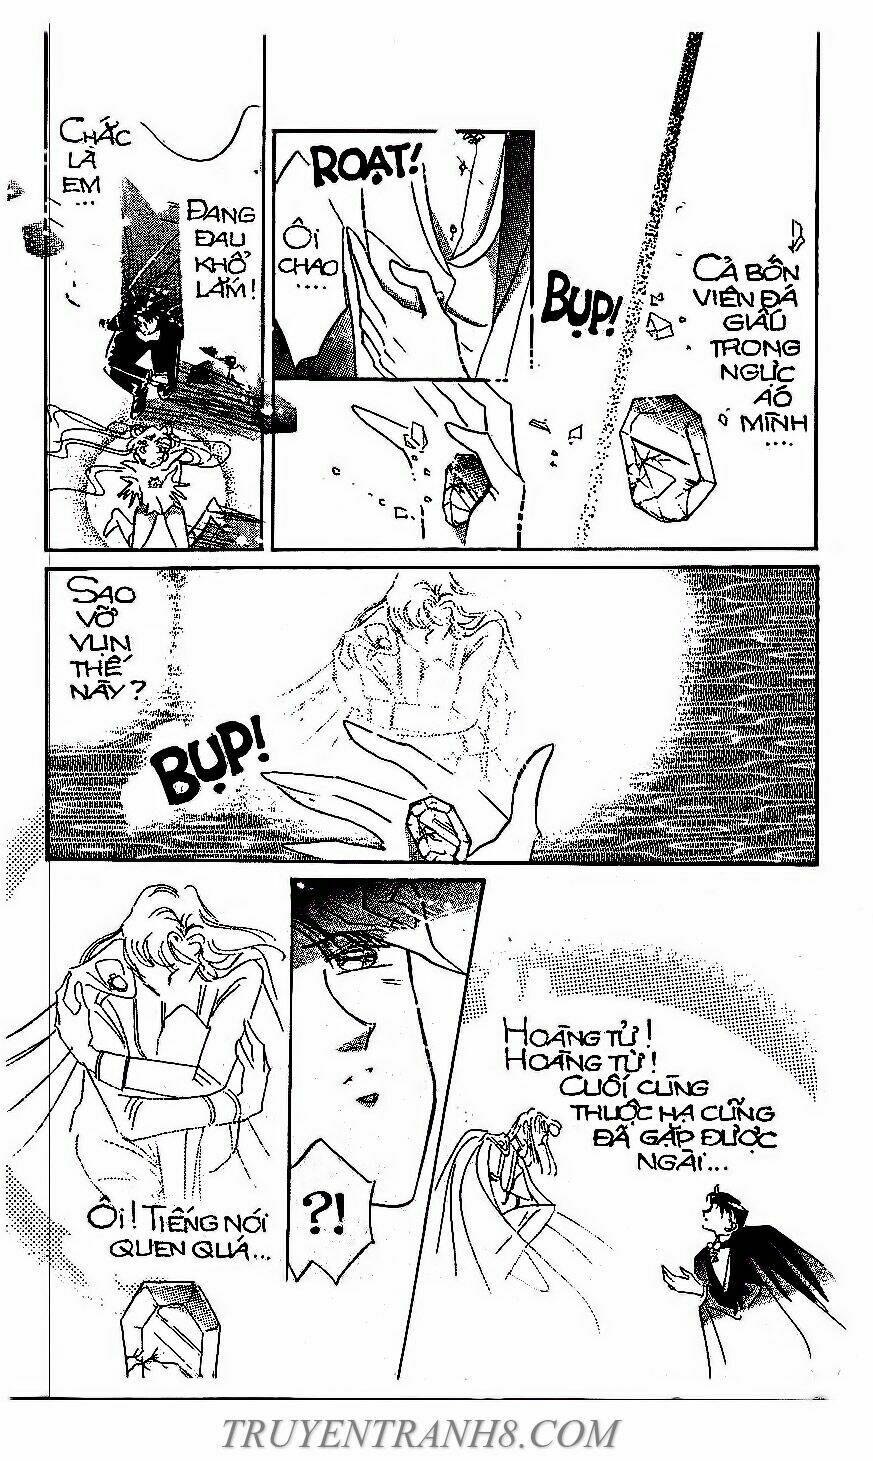 CHẮC
LÀ
EM
...
ĐANG
ĐAU
KHỔ
LẮM!
ROẠT!
ÔI
CHAO
....
BỤP!
CẢ BỐN
VIÊN ĐÁ
GIẤU
TRONG
NGỰC
ÁO
MÌNH
....
SAO
VỠ
VỤN
THẾ
NÀY?
BỤP!
ÔI! TIẾNG NÓI
QUEN QUÁ...
?!
HOÀNG TỬ!
HOÀNG TỬ!
CUỐI CÙNG
THUỘC HẠ CŨNG
ĐÃ GẶP ĐƯỢC
NGÀI...
TRUYENTRANH8.COM